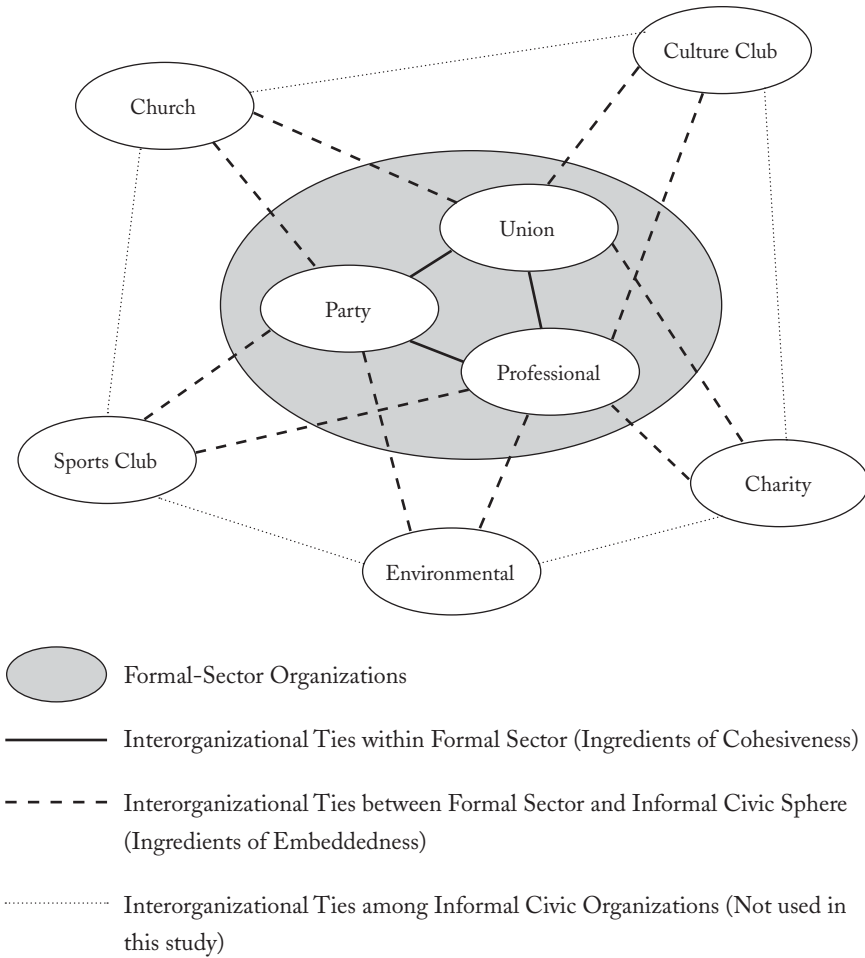 Culture Club
Church
Union
Party
Professional
Sports Club
Charity
Environmental
Formal-Sector Organizations
Interorganizational Ties within Formal Sector (Ingredients of Cohesiveness)
Interorganizational Ties between Formal Sector and Informal Civic Sphere
(Ingredients of Embeddedness)
Interorganizational Ties among Informal Civic Organizations (Not used in
this study)